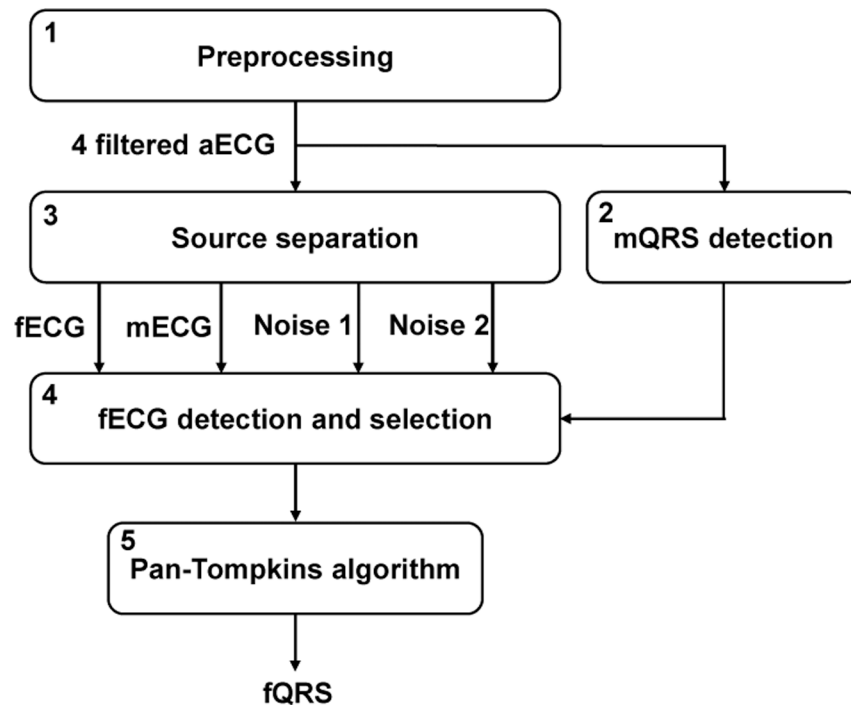 1
Preprocessing
4 filtered aECG
3
Source separation
2
mQRS detection
fECG
mECG
Noise 1
Noise 2
4
fECG detection and selection
5
Pan-Tompkins algorithm
fQRS